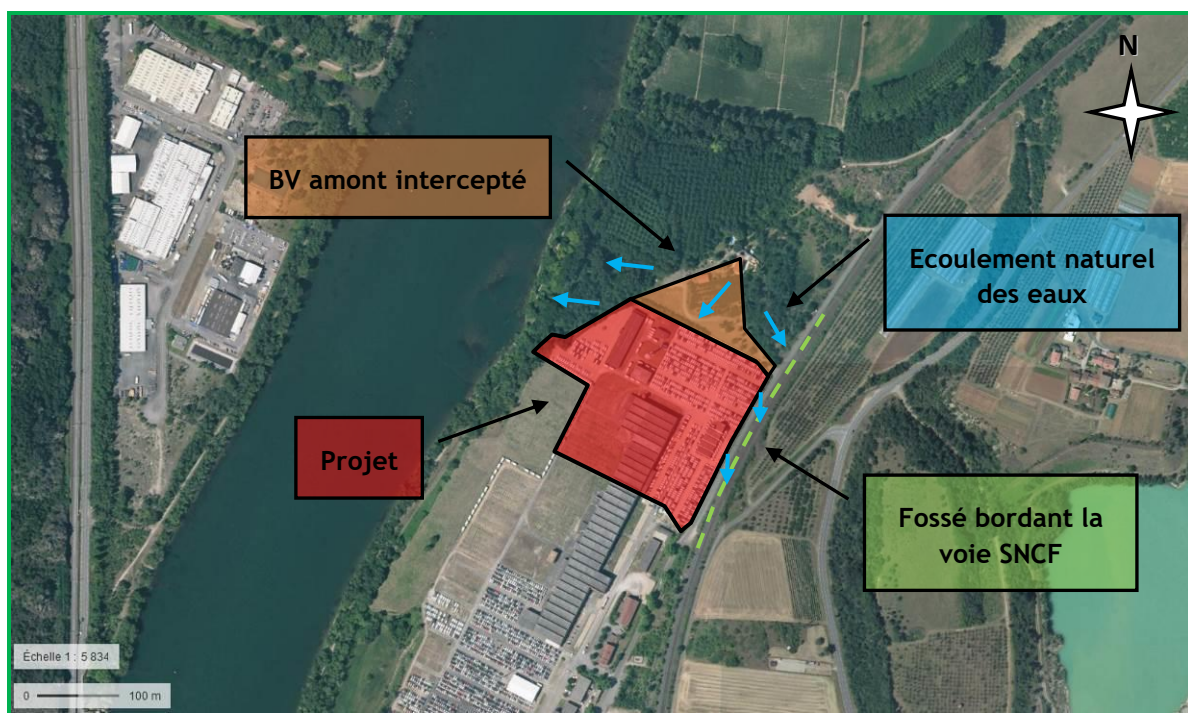 N
BV amont intercepté
Ecoulement naturel
des eaux
Projet
Fossé bordant la
voie SNCF
Échelle 1 : 5 834
0
100 m